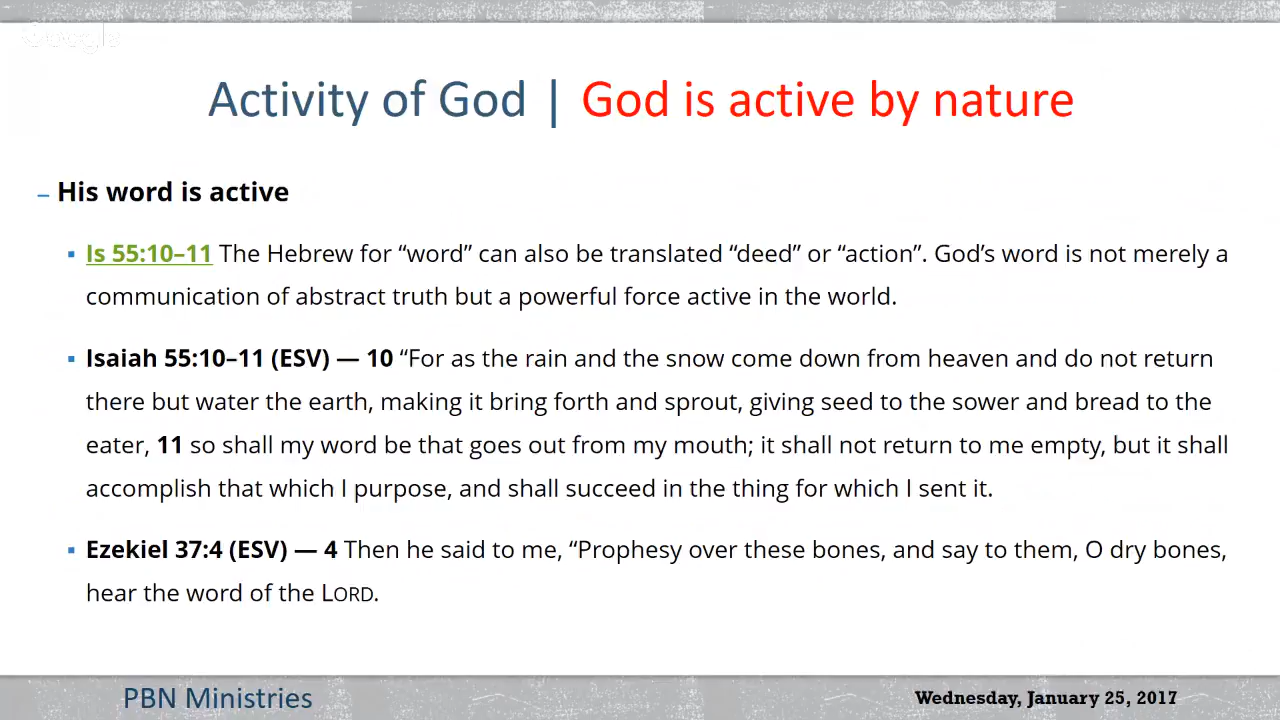 Google
Activity of God | God is active by nature
– His word is active
▪ Is 55:10–11 The Hebrew for “word” can also be translated “deed” or “action”. God’s word is not merely a
communication of abstract truth but a powerful force active in the world.
▪ Isaiah 55:10–11 (ESV) — 10 “For as the rain and the snow come down from heaven and do not return
there but water the earth, making it bring forth and sprout, giving seed to the sower and bread to the
eater, 11 so shall my word be that goes out from my mouth; it shall not return to me empty, but it shall
accomplish that which I purpose, and shall succeed in the thing for which I sent it.
▪ Ezekiel 37:4 (ESV) — 4 Then he said to me, “Prophesy over these bones, and say to them, O dry bones,
hear the word of the LORD.
PBN Ministries
Wednesday, January 25, 2017